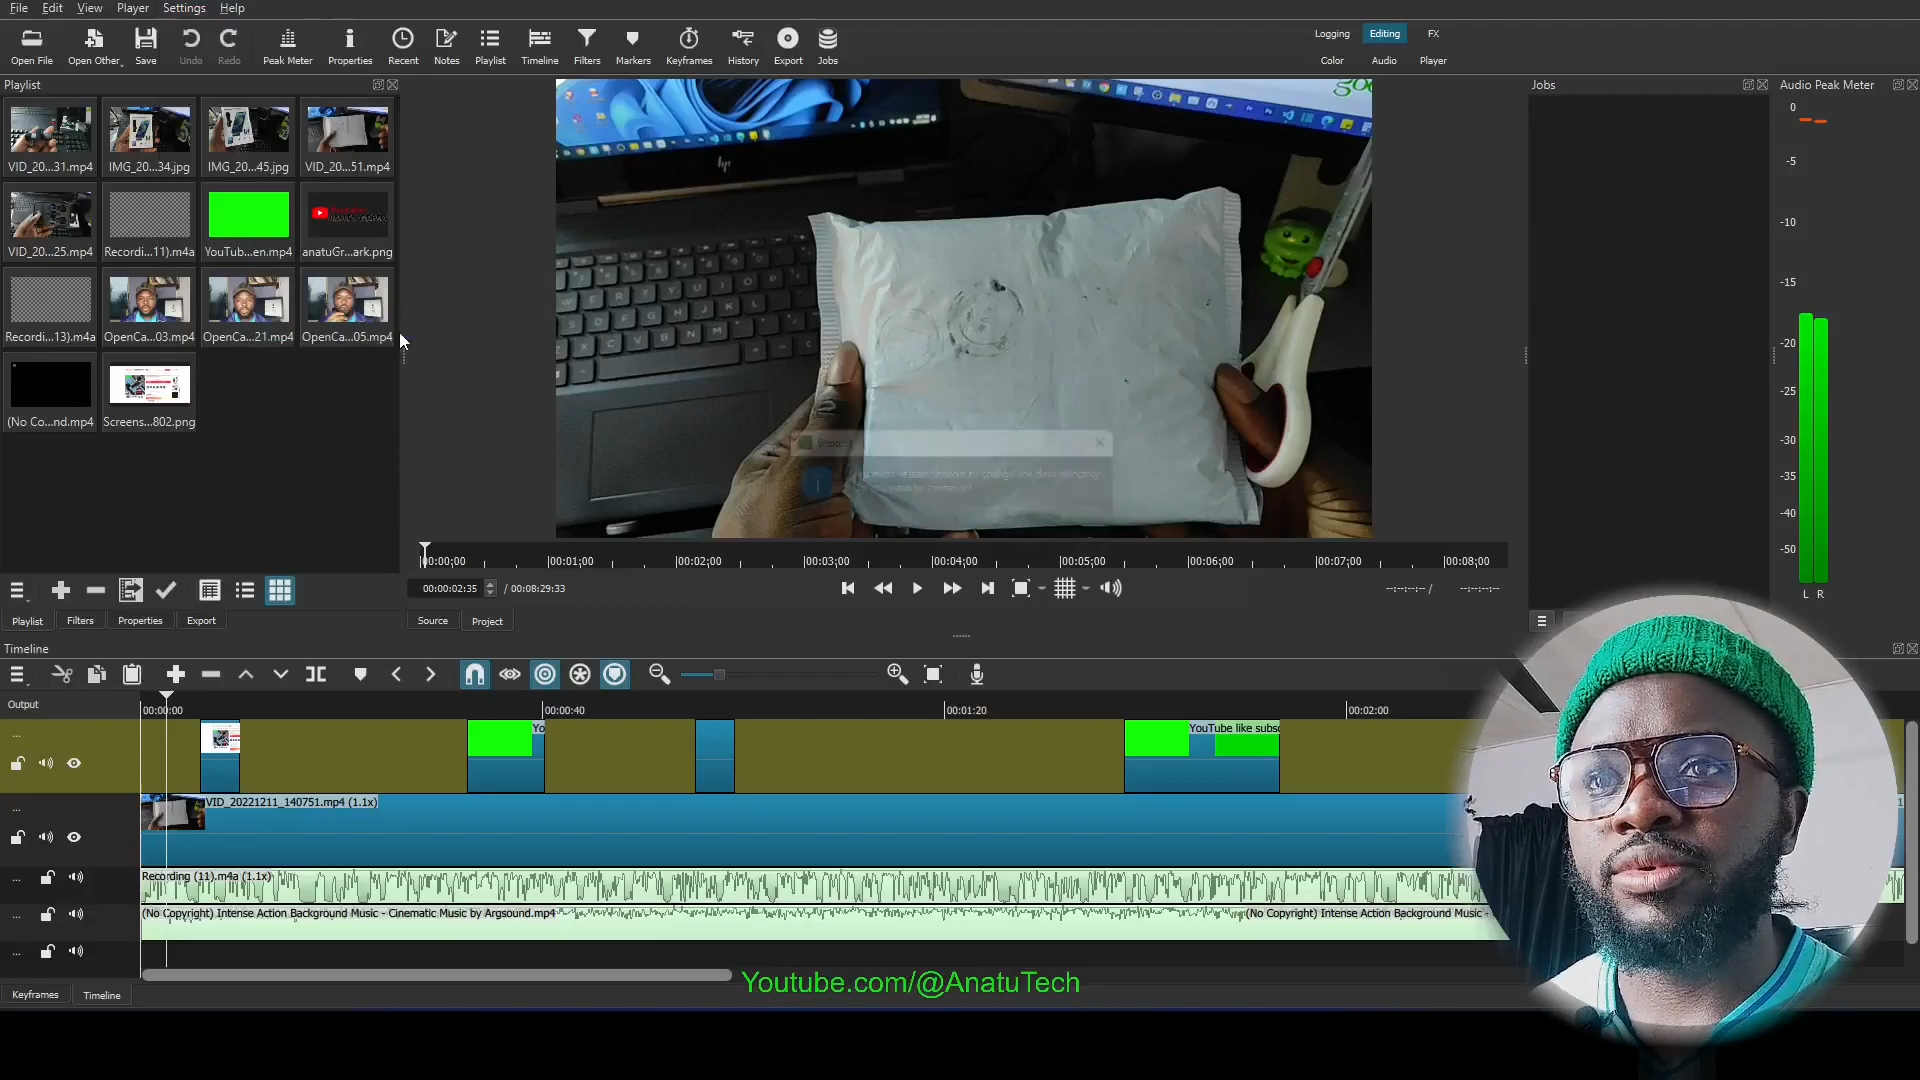 File Edit View Player Settings Help
Open File Open Other Save Undo Redo Peak Meter Properties Recent Notes Playlist Timeline Filters Markers Keyframes History Export Jobs
Logging Editing FX
Color Audio Player
Playlist
Jobs
Audio Peak Meter
VID_20...31.mp4 IMG_20...34.jpg IMG_20...45.jpg VID_20...51.mp4
VID_20...25.mp4 Recordi...11).m4a YouTub...en.mp4 anatuGr...ark.png
Recordi...13).m4a OpenCa...03.mp4 OpenCa...21.mp4 OpenCa...05.mp4
(No Co...nd.mp4 Screens...802.png
hp
0
-5
-10
-15
-20
-25
-30
-35
-40
-50
L R
00:00;00 |00:01;00 |00:02;00 |00:03;00 |00:04;00 |00:05;00 |00:06;00 |00:07;00 |00:08;00
00:00:02:35 / 00:08:29:33
--:--:--:-- / --:--:--:--
Playlist Filters Properties Export
Source Project
Timeline
Output
00:00:00 |00:00:40 |00:01:20 |00:02:00
Yo
YouTube like subs
VID_20221211_140751.mp4 (1.1x)
Recording (11).m4a (1.1x)
(No Copyright) Intense Action Background Music - Cinematic Music by Argsound.mp4
(No Copyright) Intense Action Background Music -
Youtube.com/@AnatuTech
Keyframes Timeline